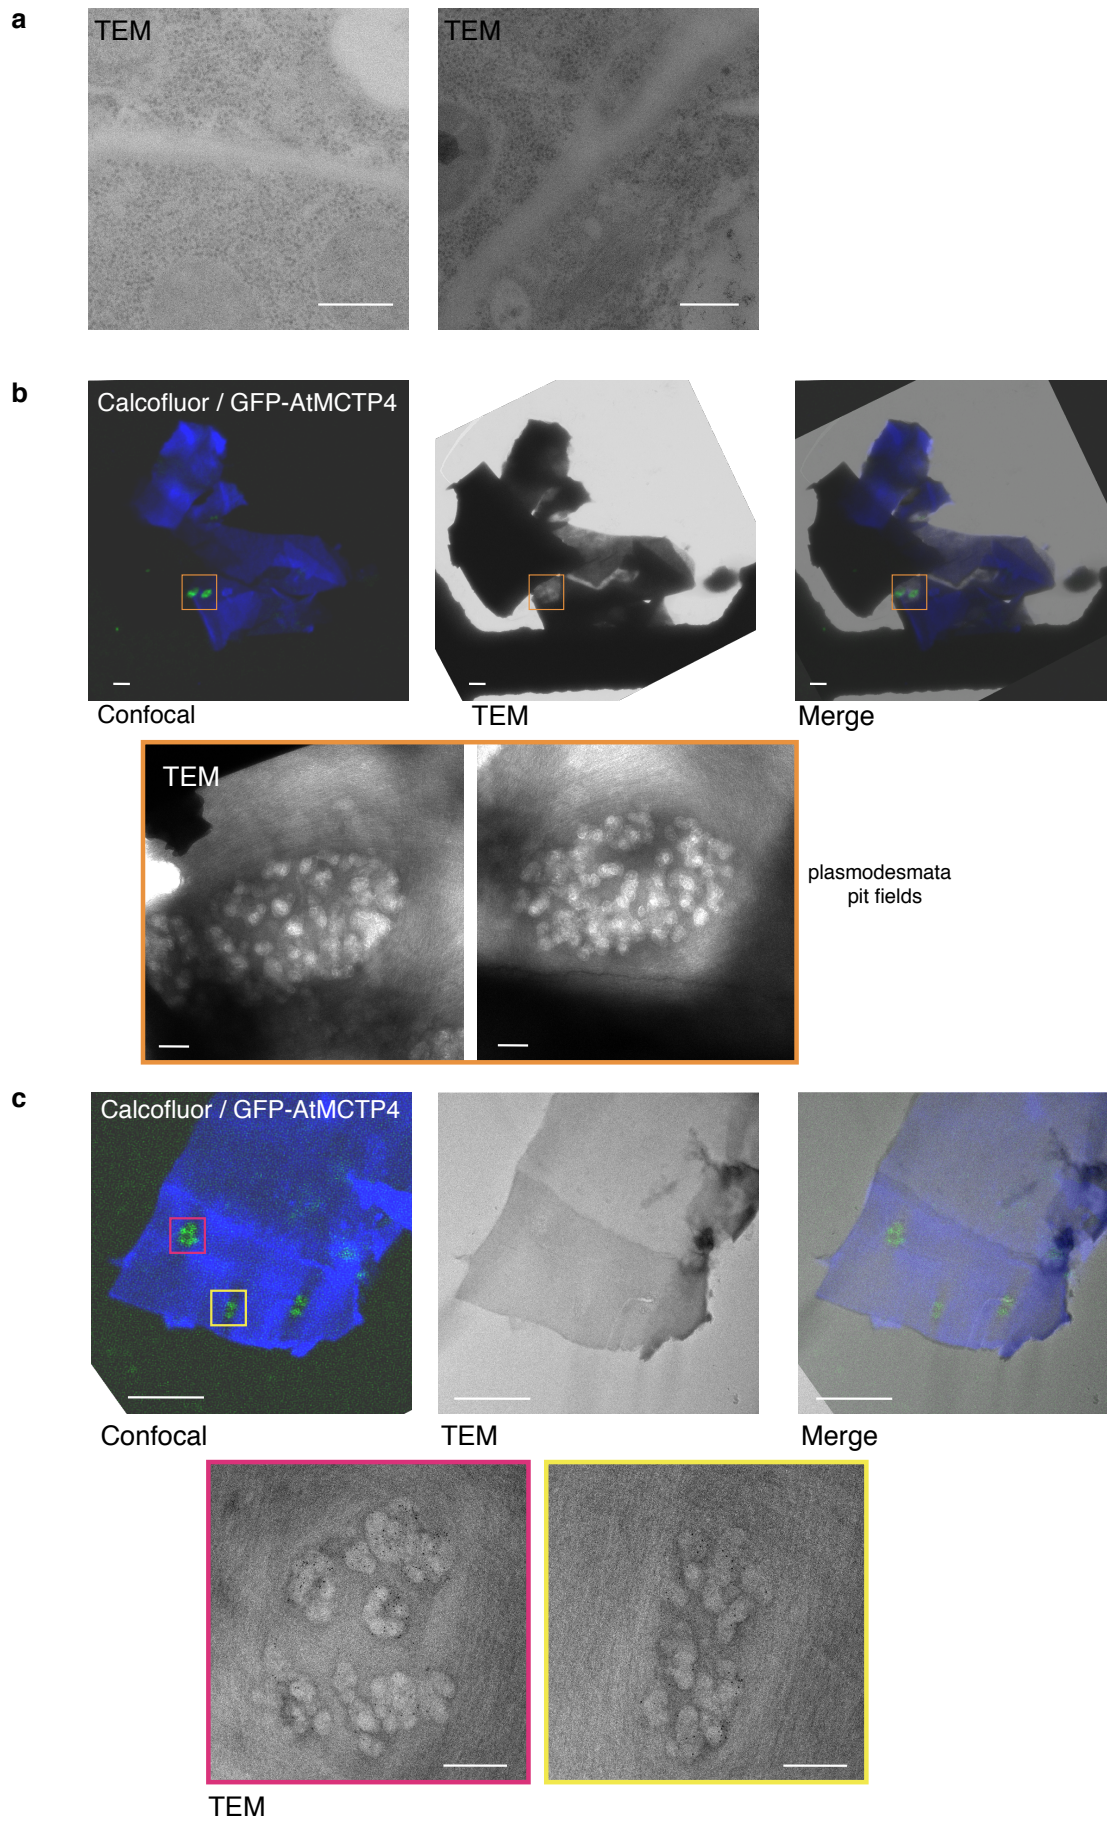 a
TEM
TEM
b
Calcofluor / GFP-AtMCTP4
Confocal
TEM
Merge
TEM
plasmodesmata
pit fields
c
Calcofluor / GFP-AtMCTP4
Confocal
TEM
Merge
TEM